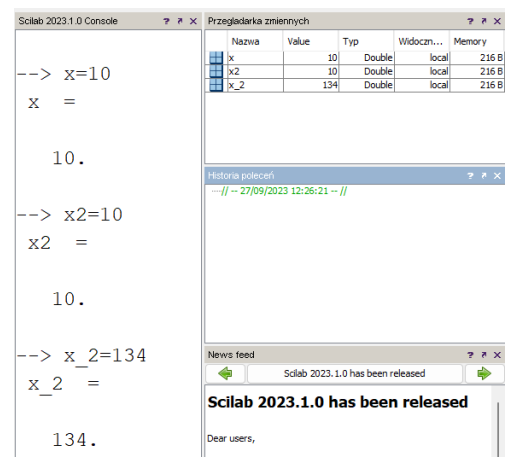 Scilab 2023.1.0 Console ? ↗ X
--> x=10
x =
10.
--> x2=10
x2 =
10.
--> x_2=134
x_2 =
134.
Przeglądarka zmiennych ? ↗ X
Nazwa Value Typ Widoczn... Memory
x 10 Double local 216 B
x2 10 Double local 216 B
x_2 134 Double local 216 B
Historia poleceń ? ↗ X
// -- 27/09/2023 12:26:21 -- //
News feed ? ↗ X
Scilab 2023.1.0 has been released
Scilab 2023.1.0 has been released
Dear users,